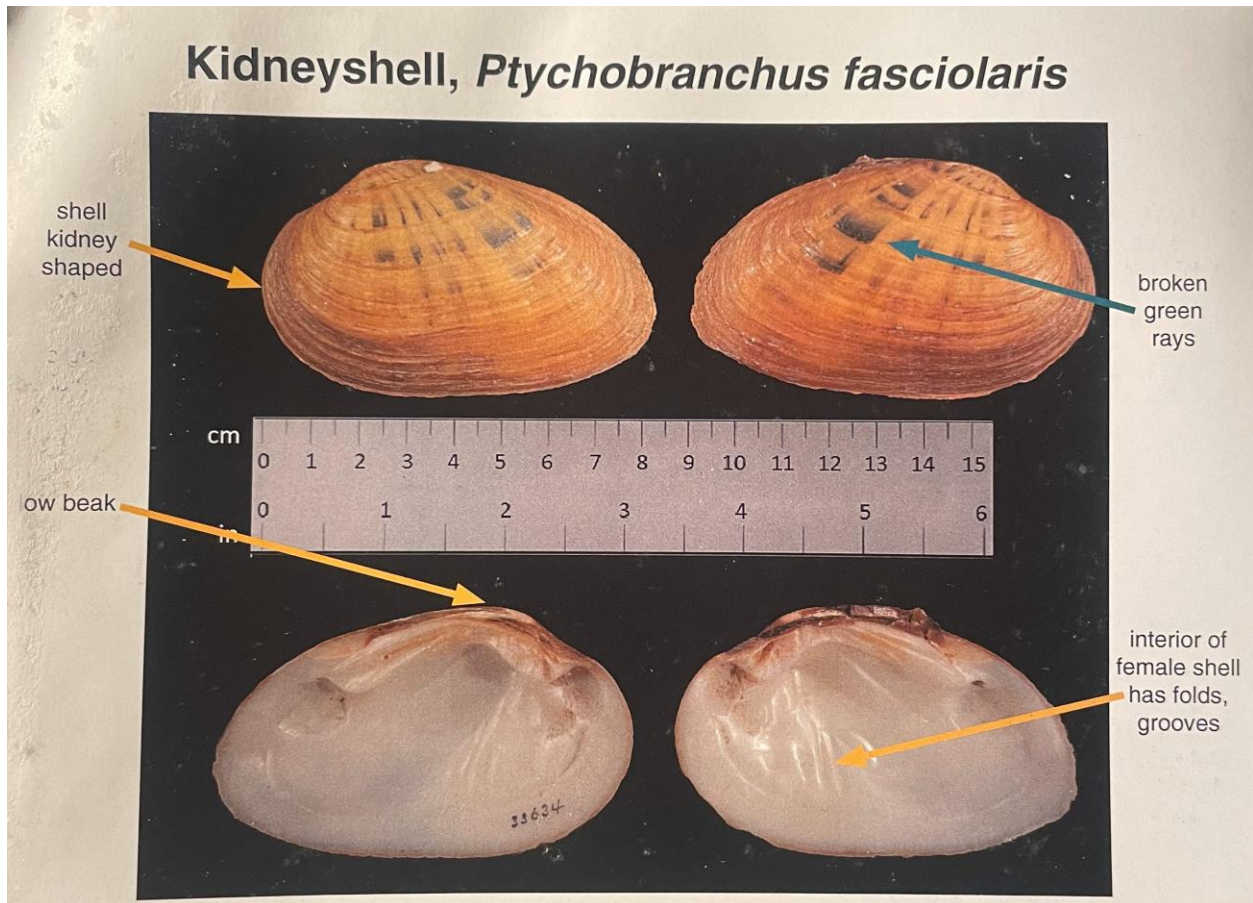 Kidneyshell, Ptychobranchus fasciolaris
shell
kidney
shaped
broken
green
rays
cm
0 1 2 3 4 5 6 7 8 9 10 11 12 13 14 15
0 1 2 3 4 5 6
in
ow beak
interior of
female shell
has folds,
grooves
33634